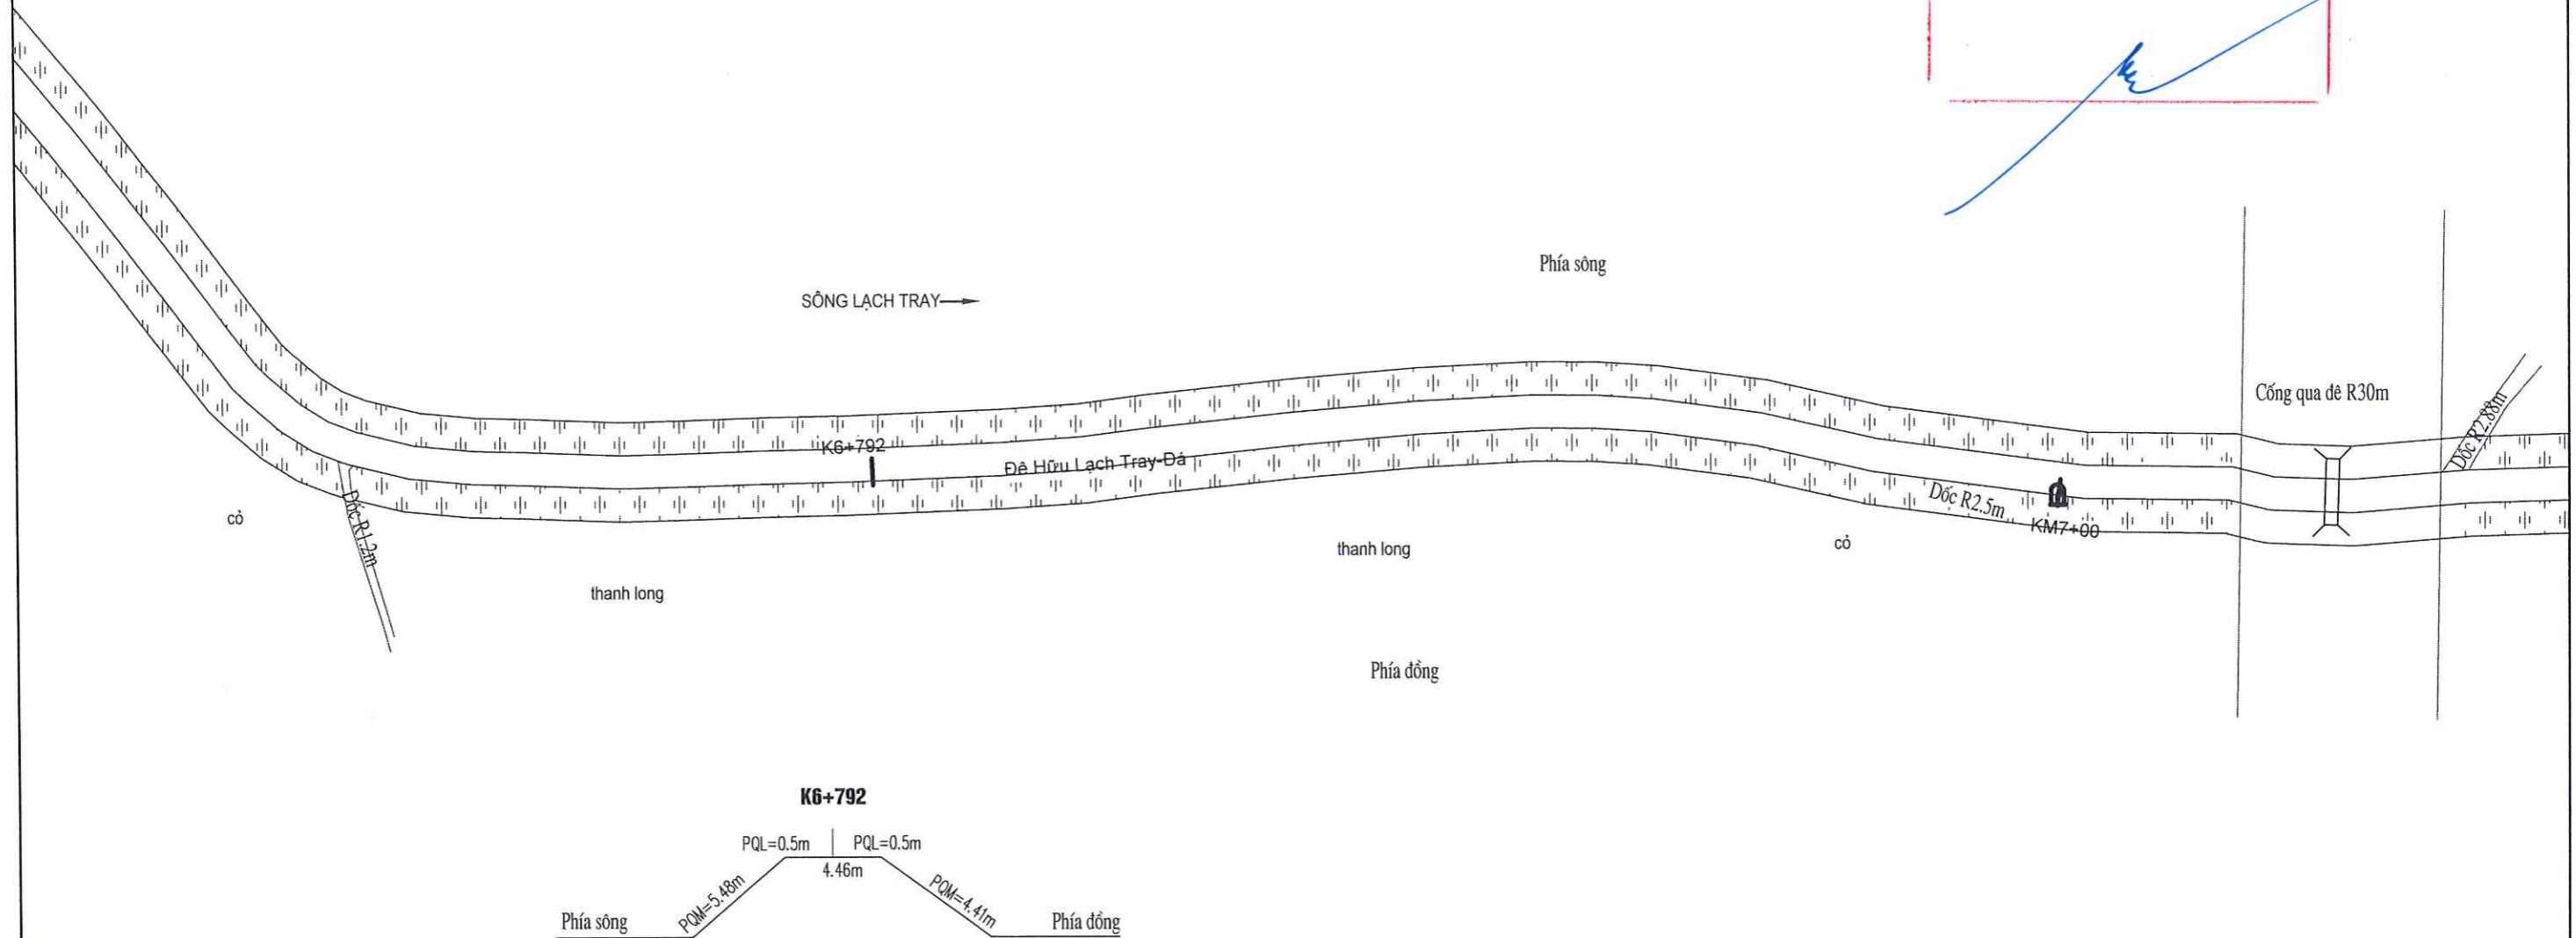 Phía sông
SÔNG LẠCH TRAY
Cống qua đê R30m
Dốc R2.88m
K6+792
Đê Hữu Lạch Tray-Đá
Dốc R2.5m
KM7+00
cỏ
Dốc R1.2m
thanh long
cỏ
thanh long
Phía đồng
K6+792
PQL=0.5m PQL=0.5m
4.46m
PQM=5.48m
PQM=4.41m
Phía sông
Phía đồng